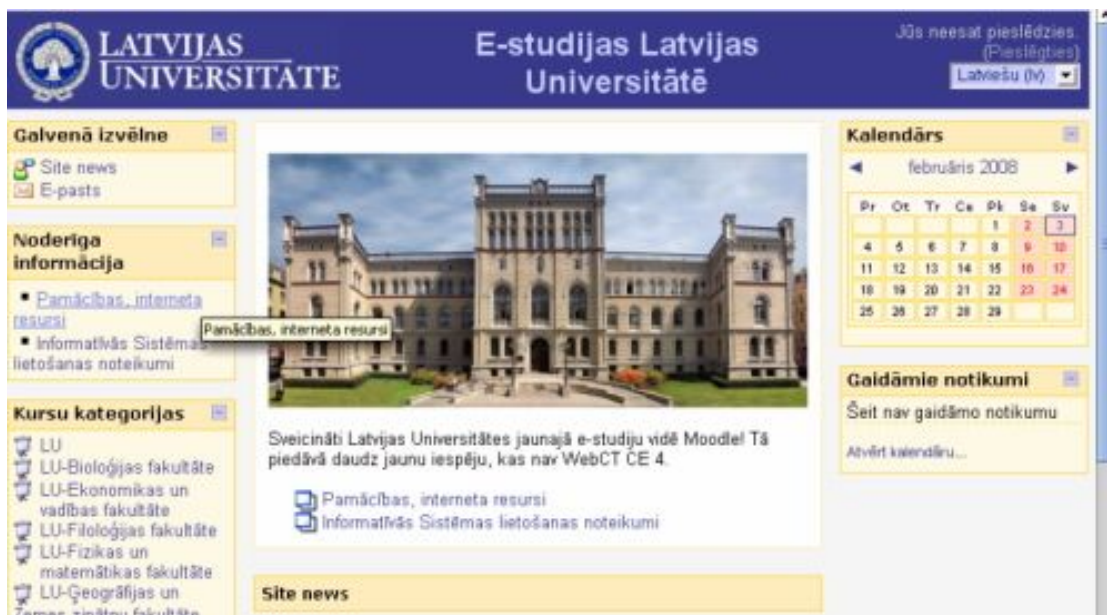 LATVIJAS
UNIVERSITĀTE
E-studijas Latvijas
Universitātē
Jūs neesat pieslēdzies.
(Pieslēgties)
Latviešu (lv)
Galvenā izvēlne
Site news
E-pasts
Noderīga
informācija
Pamācības, interneta
resursi
Pamācības, interneta resursi
Informatīvās Sistēmas
lietošanas noteikumi
Kursu kategorijas
LU
LU-Bioloģijas fakultāte
LU-Ekonomikas un
vadības fakultāte
LU-Filoloģijas fakultāte
LU-Fizikas un
matemātikas fakultāte
LU-Ģeogrāfijas un
Zemes zinātņu fakultāte
Sveicināti Latvijas Universitātes jaunajā e-studiju vidē Moodle! Tā
piedāvā daudz jaunu iespēju, kas nav WebCT CE 4.
Pamācības, interneta resursi
Informatīvās Sistēmas lietošanas noteikumi
Site news
Kalendārs
februāris 2008
Pr Ot Tr Ce Pk Se Sv
1 2 3
4 5 6 7 8 9 10
11 12 13 14 15 16 17
18 19 20 21 22 23 24
25 26 27 28 29
Gaidāmie notikumi
Šeit nav gaidāmo notikumu
Atvērt kalendāru...